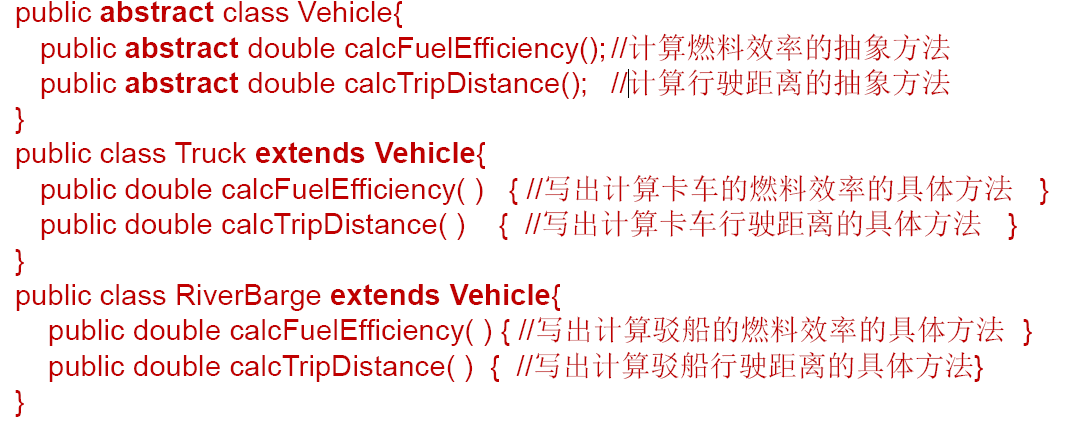 public abstract class Vehicle{
public abstract double calcFuelEfficiency(); //计算燃料效率的抽象方法
public abstract double calcTripDistance(); //计算行驶距离的抽象方法
}
public class Truck extends Vehicle{
public double calcFuelEfficiency( ) { //写出计算卡车的燃料效率的具体方法 }
public double calcTripDistance( ) { //写出计算卡车行驶距离的具体方法 }
}
public class RiverBarge extends Vehicle{
public double calcFuelEfficiency( ) { //写出计算驳船的燃料效率的具体方法 }
public double calcTripDistance( ) { //写出计算驳船行驶距离的具体方法}
}